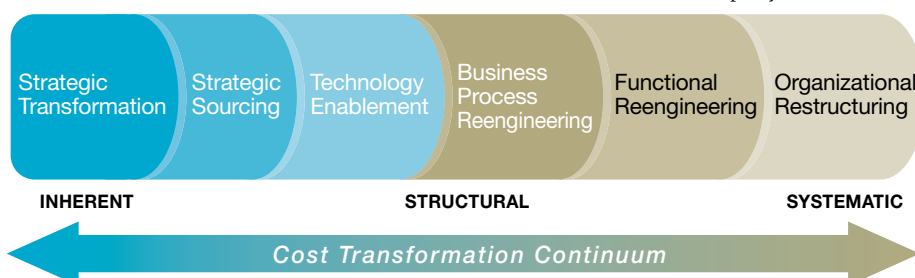 Strategic
Transformation
Strategic
Sourcing
Technology
Enablement
Business
Process
Reengineering
Functional
Reengineering
Organizational
Restructuring
INHERENT
STRUCTURAL
SYSTEMATIC
Cost Transformation Continuum